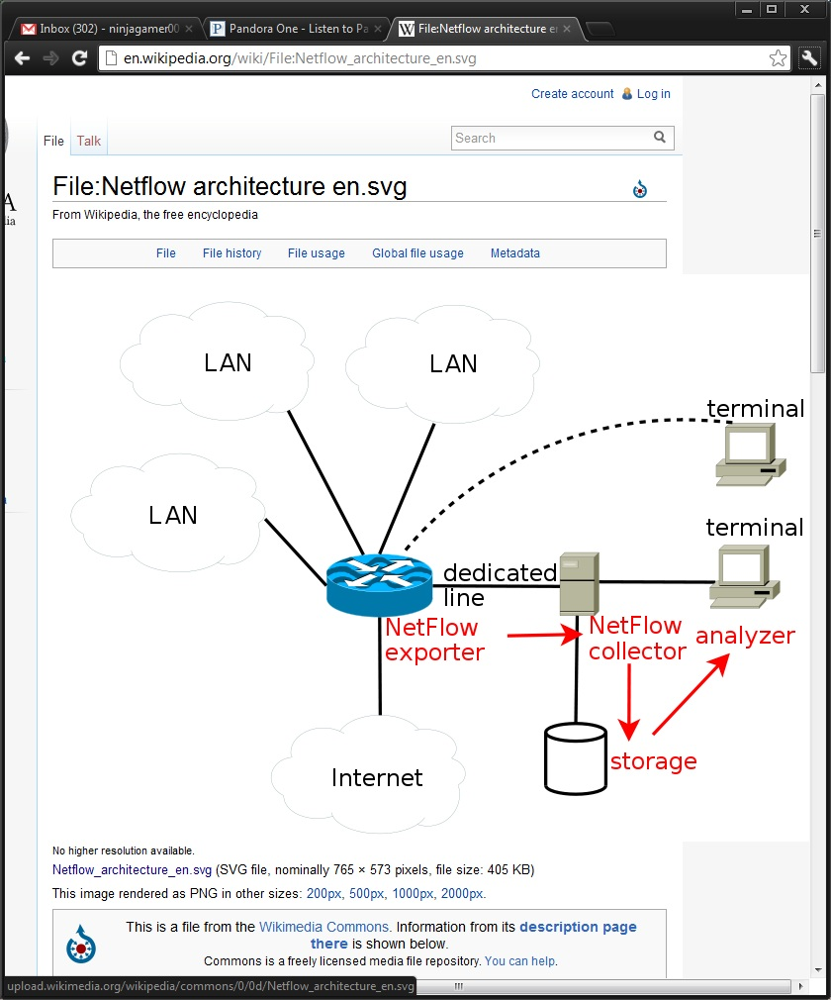 Inbox (302) - ninjagamer00
Pandora One - Listen to Pa
File:Netflow architecture en
en.wikipedia.org/wiki/File:Netflow_architecture_en.svg
Create account Log in
File Talk
Search
A
ia
File:Netflow architecture en.svg
From Wikipedia, the free encyclopedia
File File history File usage Global file usage Metadata
LAN
LAN
LAN
terminal
terminal
dedicated
line
NetFlow
exporter
NetFlow
collector
analyzer
storage
Internet
No higher resolution available.
Netflow_architecture_en.svg (SVG file, nominally 765 × 573 pixels, file size: 405 KB)
This image rendered as PNG in other sizes: 200px, 500px, 1000px, 2000px.
This is a file from the Wikimedia Commons. Information from its description page
there is shown below.
Commons is a freely licensed media file repository. You can help.
upload.wikimedia.org/wikipedia/commons/0/0d/Netflow_architecture_en.svg